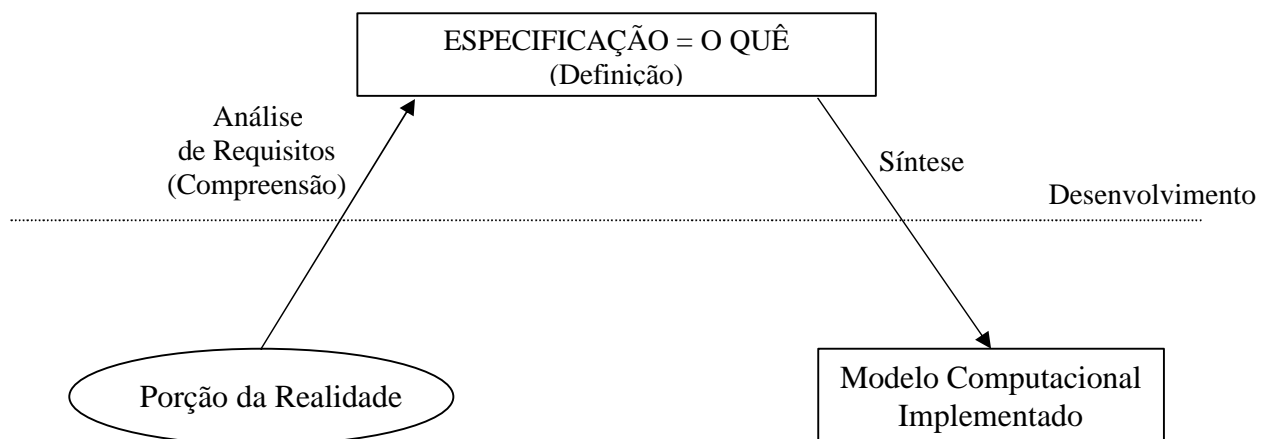 ESPECIFICAÇÃO = O QUÊ
(Definição)
Análise
de Requisitos
(Compreensão)
Síntese
Desenvolvimento
Porção da Realidade
Modelo Computacional
Implementado